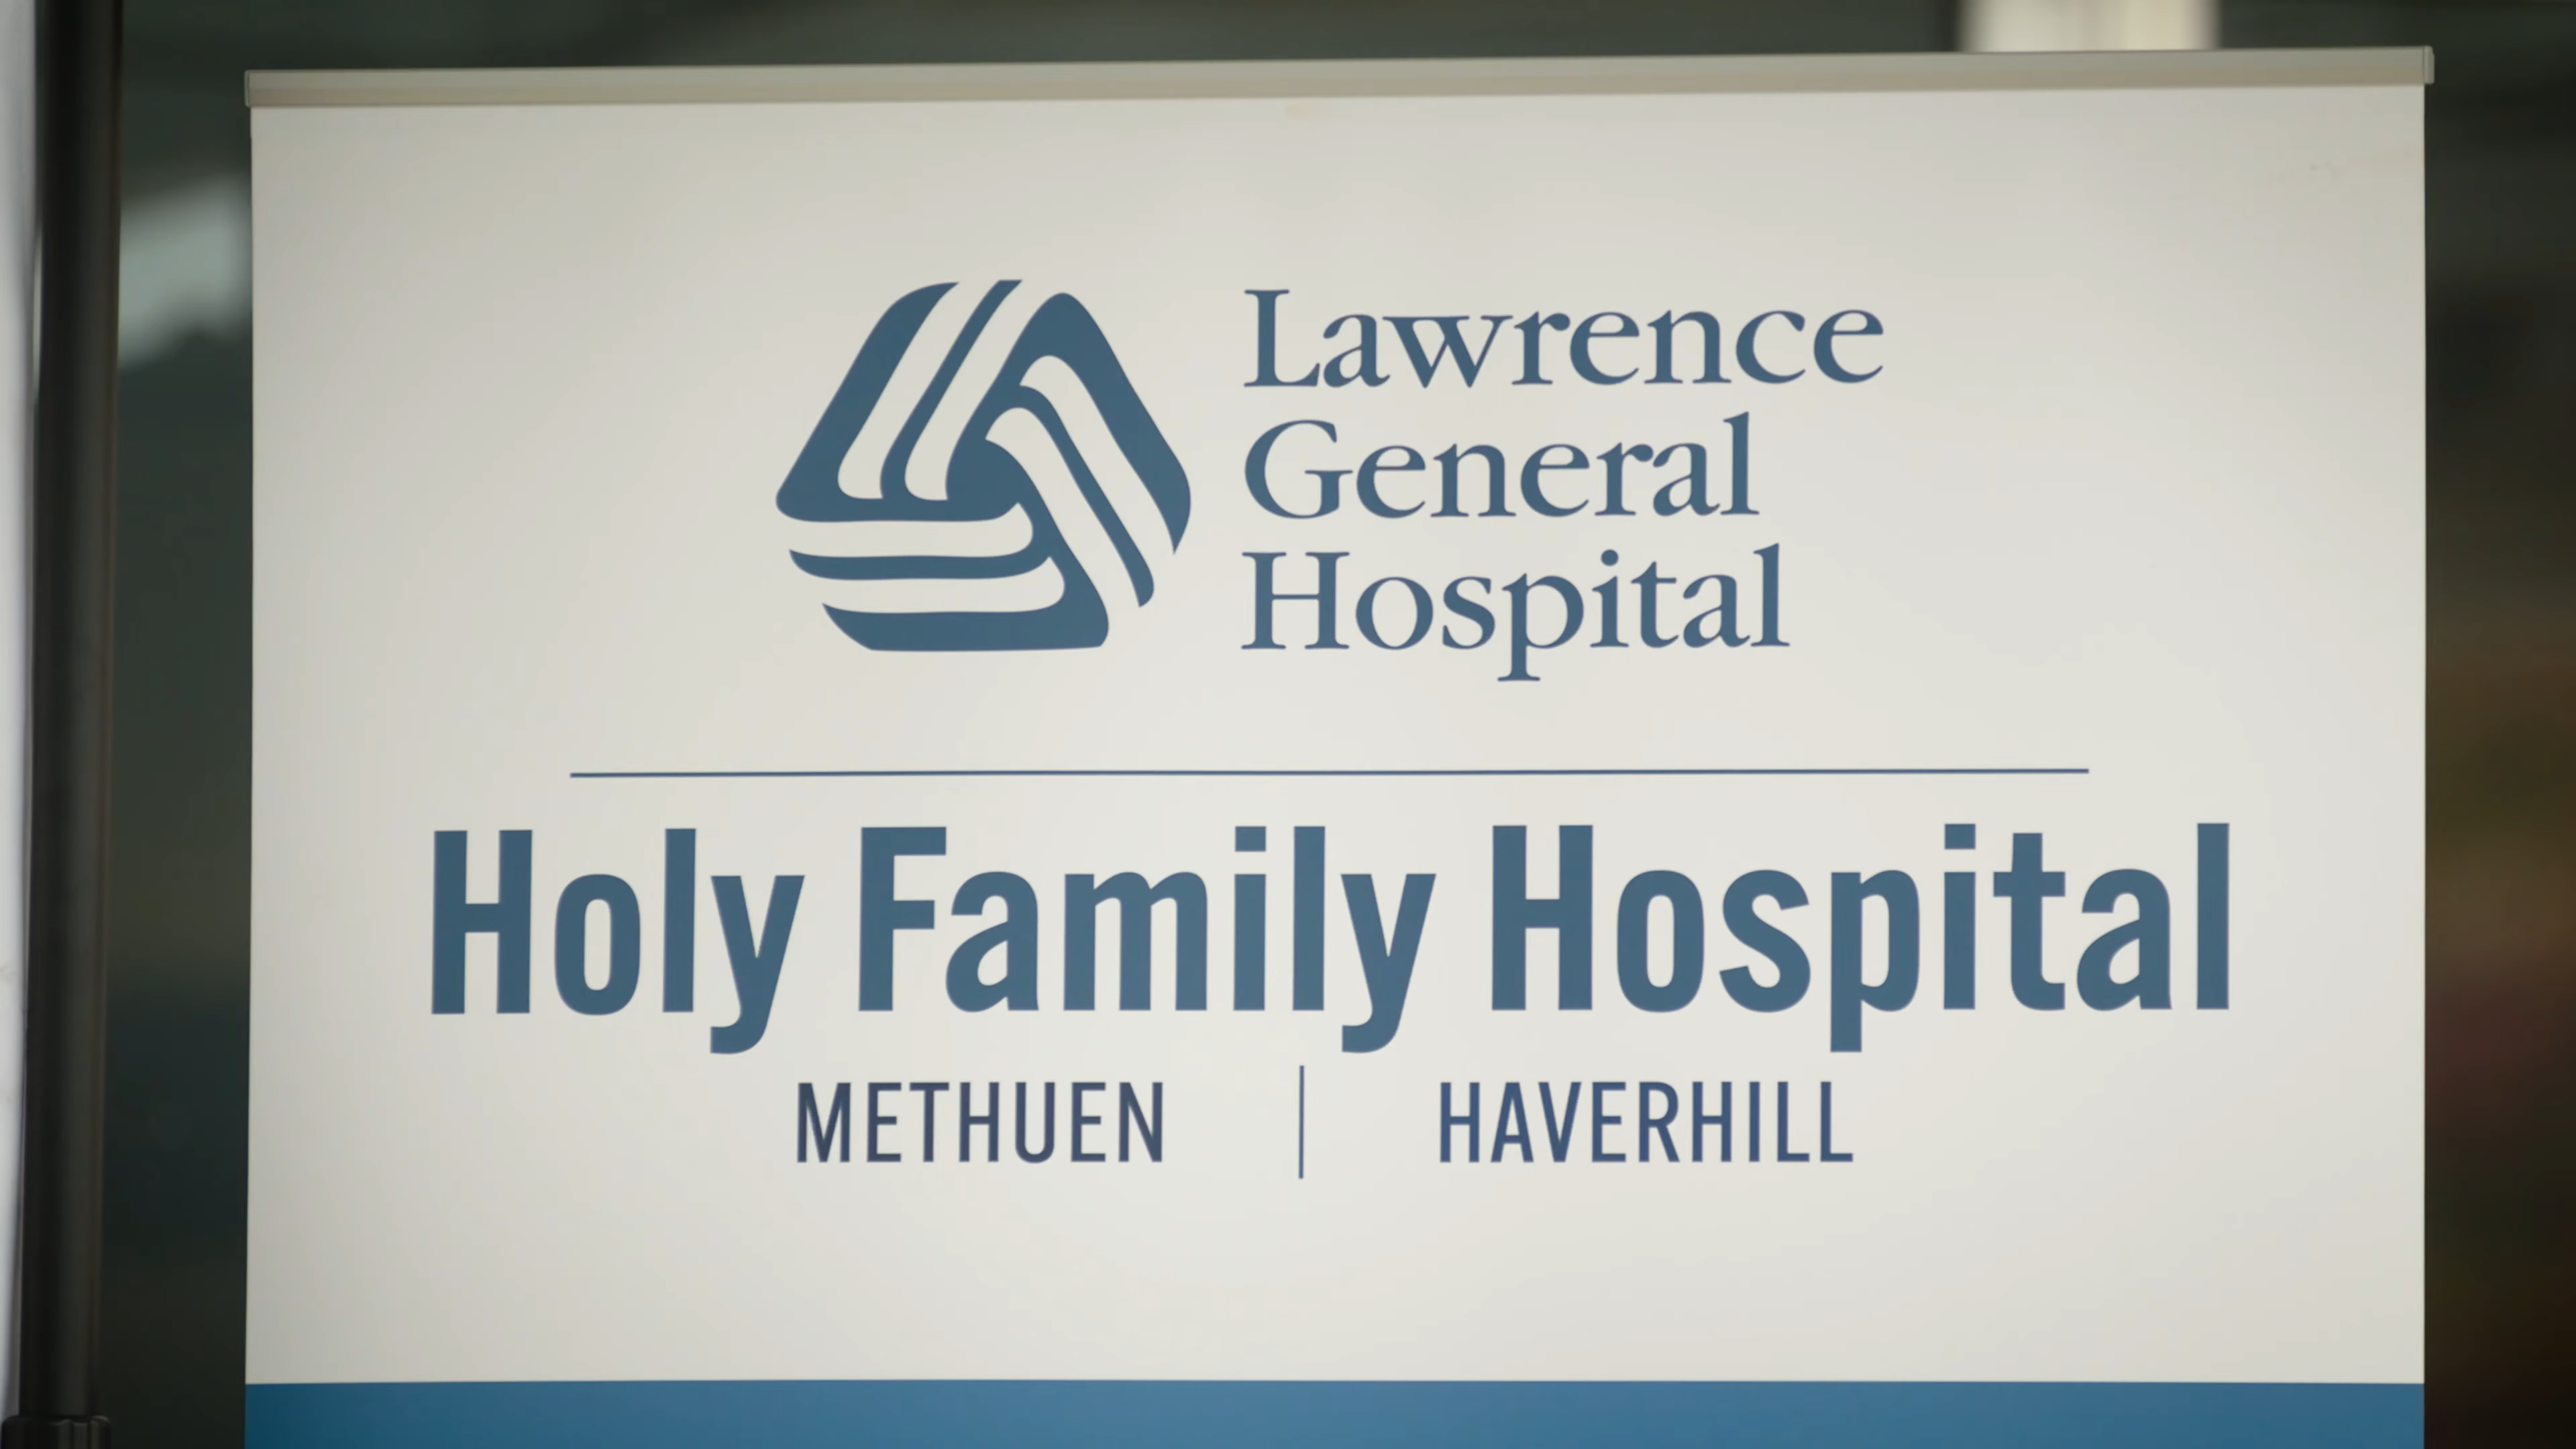 Lawrence
General
Hospital
Holy Family Hospital
METHUEN | HAVERHILL